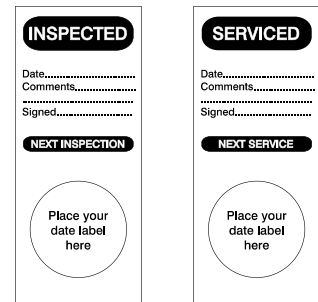 INSPECTED
Date........................
Comments................
................................
Signed.....................
NEXT INSPECTION
Place your
date label
here
SERVICED
Date........................
Comments................
................................
Signed.....................
NEXT SERVICE
Place your
date label
here